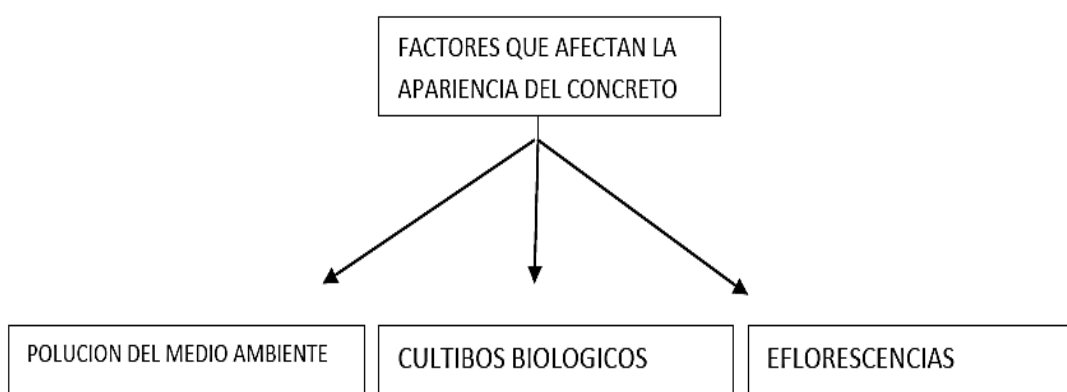 FACTORES QUE AFECTAN LA
APARIENCIA DEL CONCRETO
POLUCION DEL MEDIO AMBIENTE
CULTIBOS BIOLOGICOS
EFLORESCENCIAS